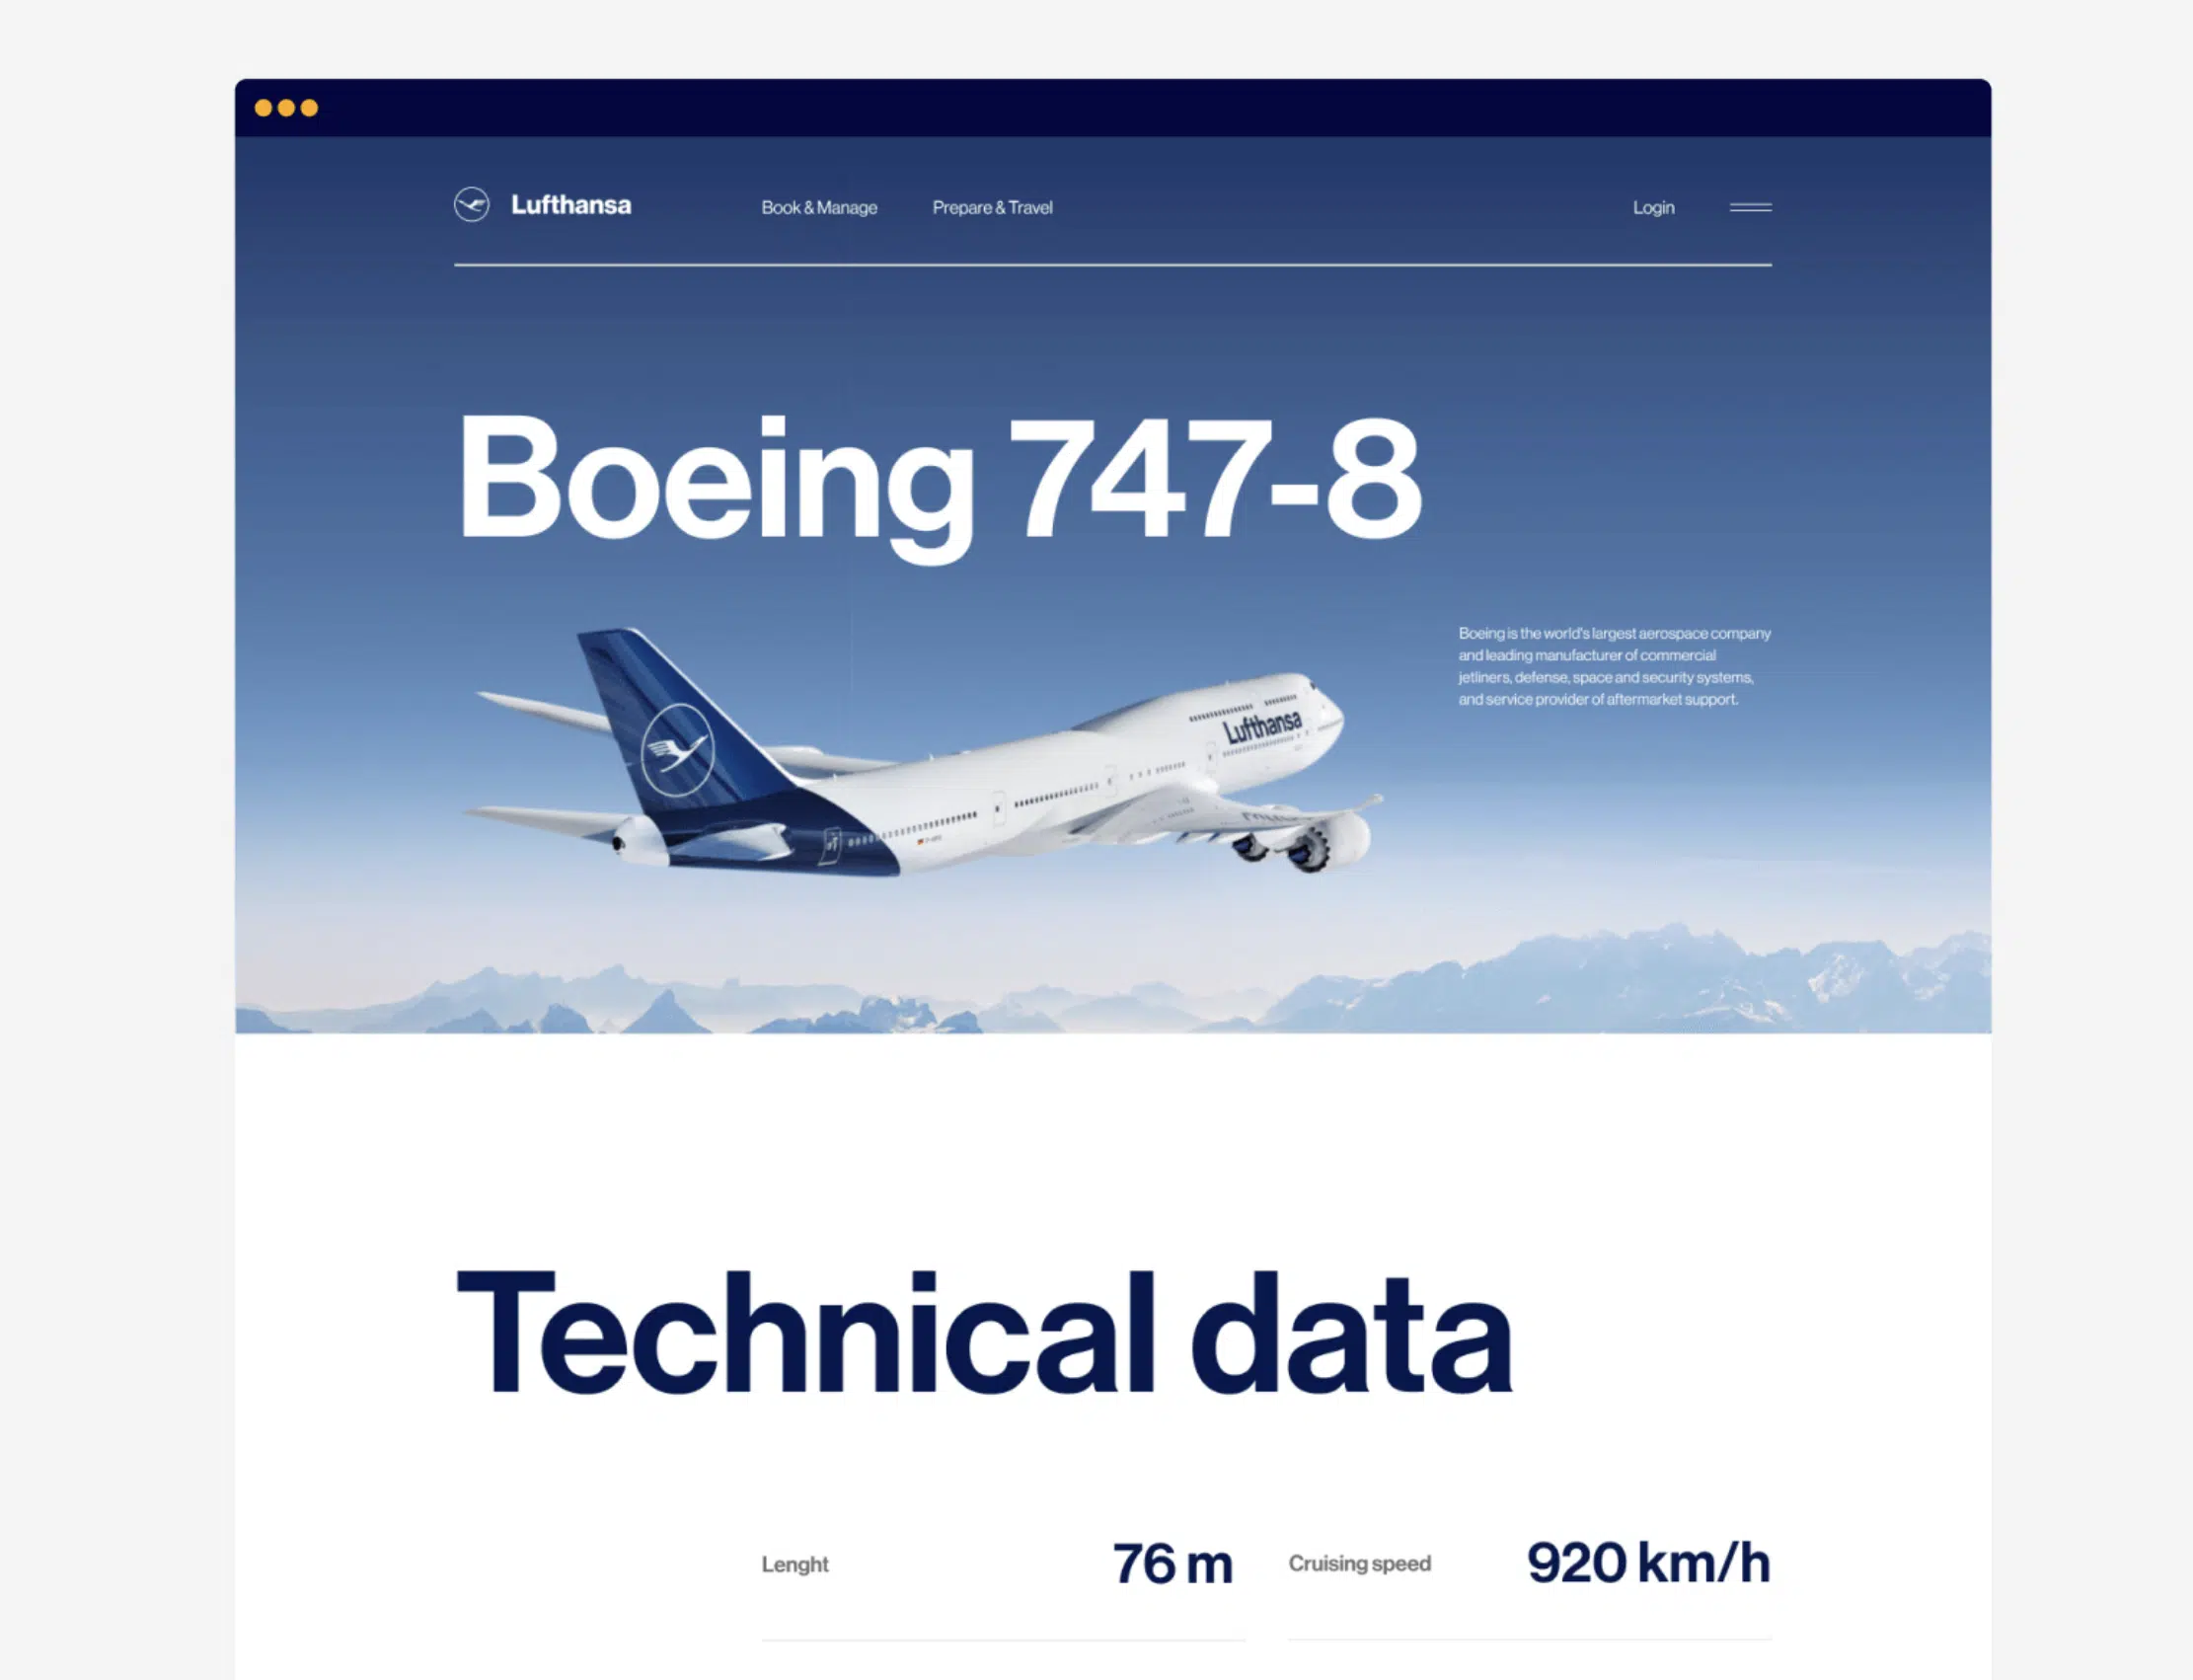 Lufthansa
Book & Manage
Prepare & Travel
Login
Boeing 747-8
Boeing is the world's largest aerospace company
and leading manufacturer of commercial
jetliners, defense, space and security systems,
and service provider of aftermarket support.
Lufthansa
Technical data
Lenght
76 m
Cruising speed
920 km/h